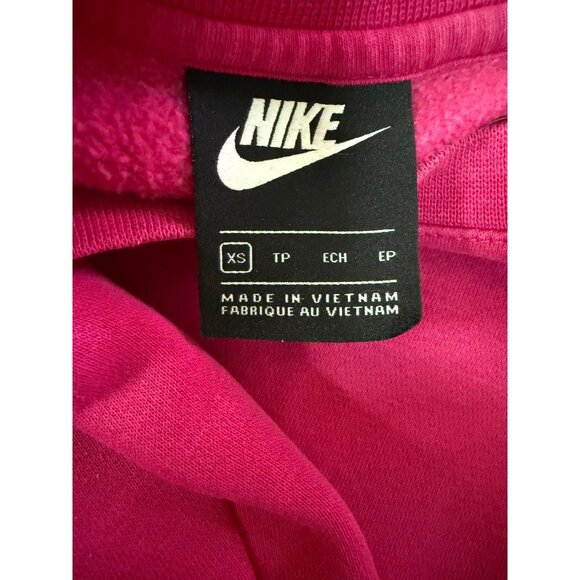 NIKE
XS TP ECH EP
MADE IN VIETNAM
FABRIQUE AU VIETNAM